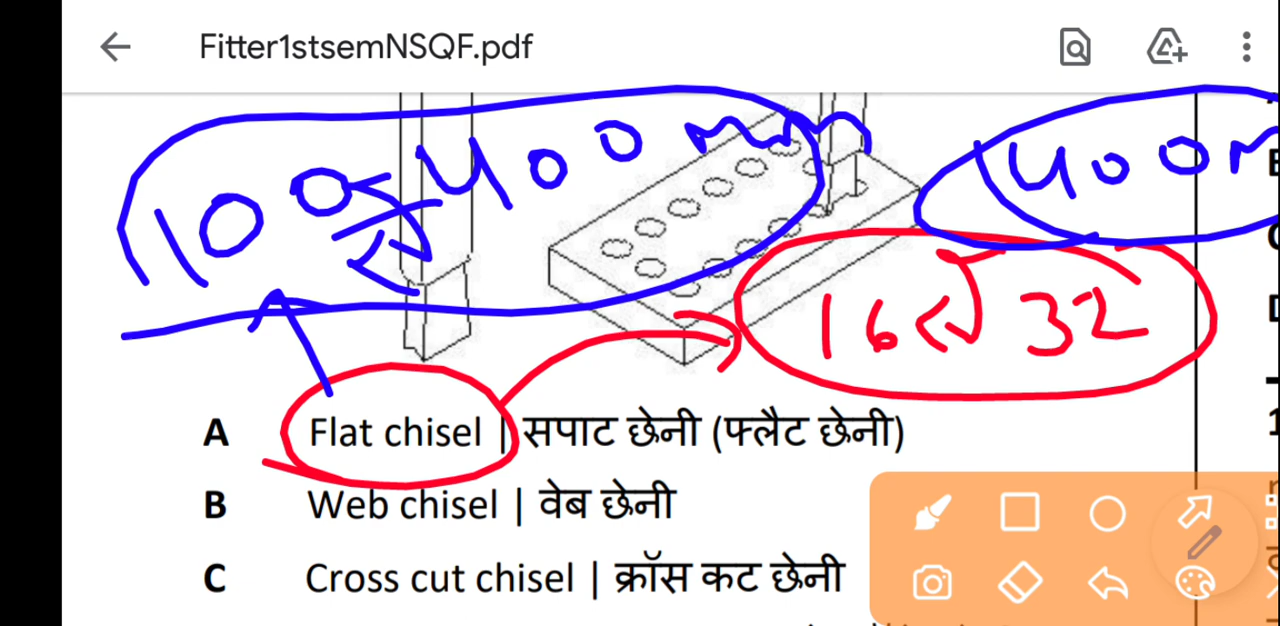 Fitter1stsemNSQF.pdf
100 से 400 mm
400
16 से 32
A Flat chisel | सपाट छेनी (फ्लैट छेनी)
B Web chisel | वेब छेनी
C Cross cut chisel | क्रॉस कट छेनी